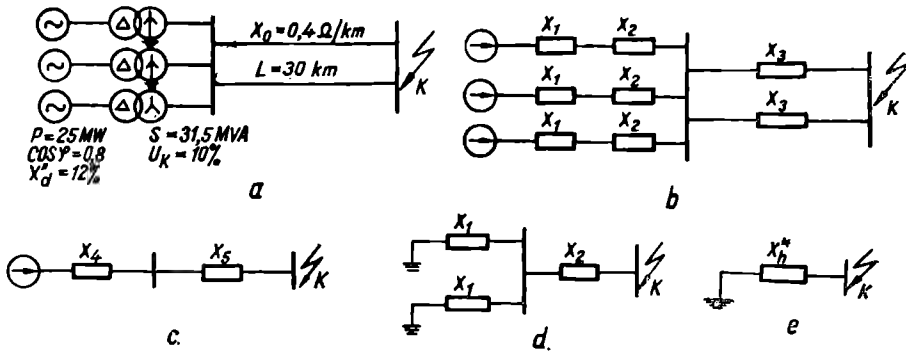 X₀ = 0,4 Ω/km
L = 30 km
K
P = 25 MW
COSφ = 0,8
X"d = 12%
S = 31,5 MVA
U_K = 10%
a
X₁
X₂
X₁
X₂
X₁
X₂
X₃
X₃
K
b
X₄
X₅
K
c.
X₁
X₁
X₂
K
d.
K
e